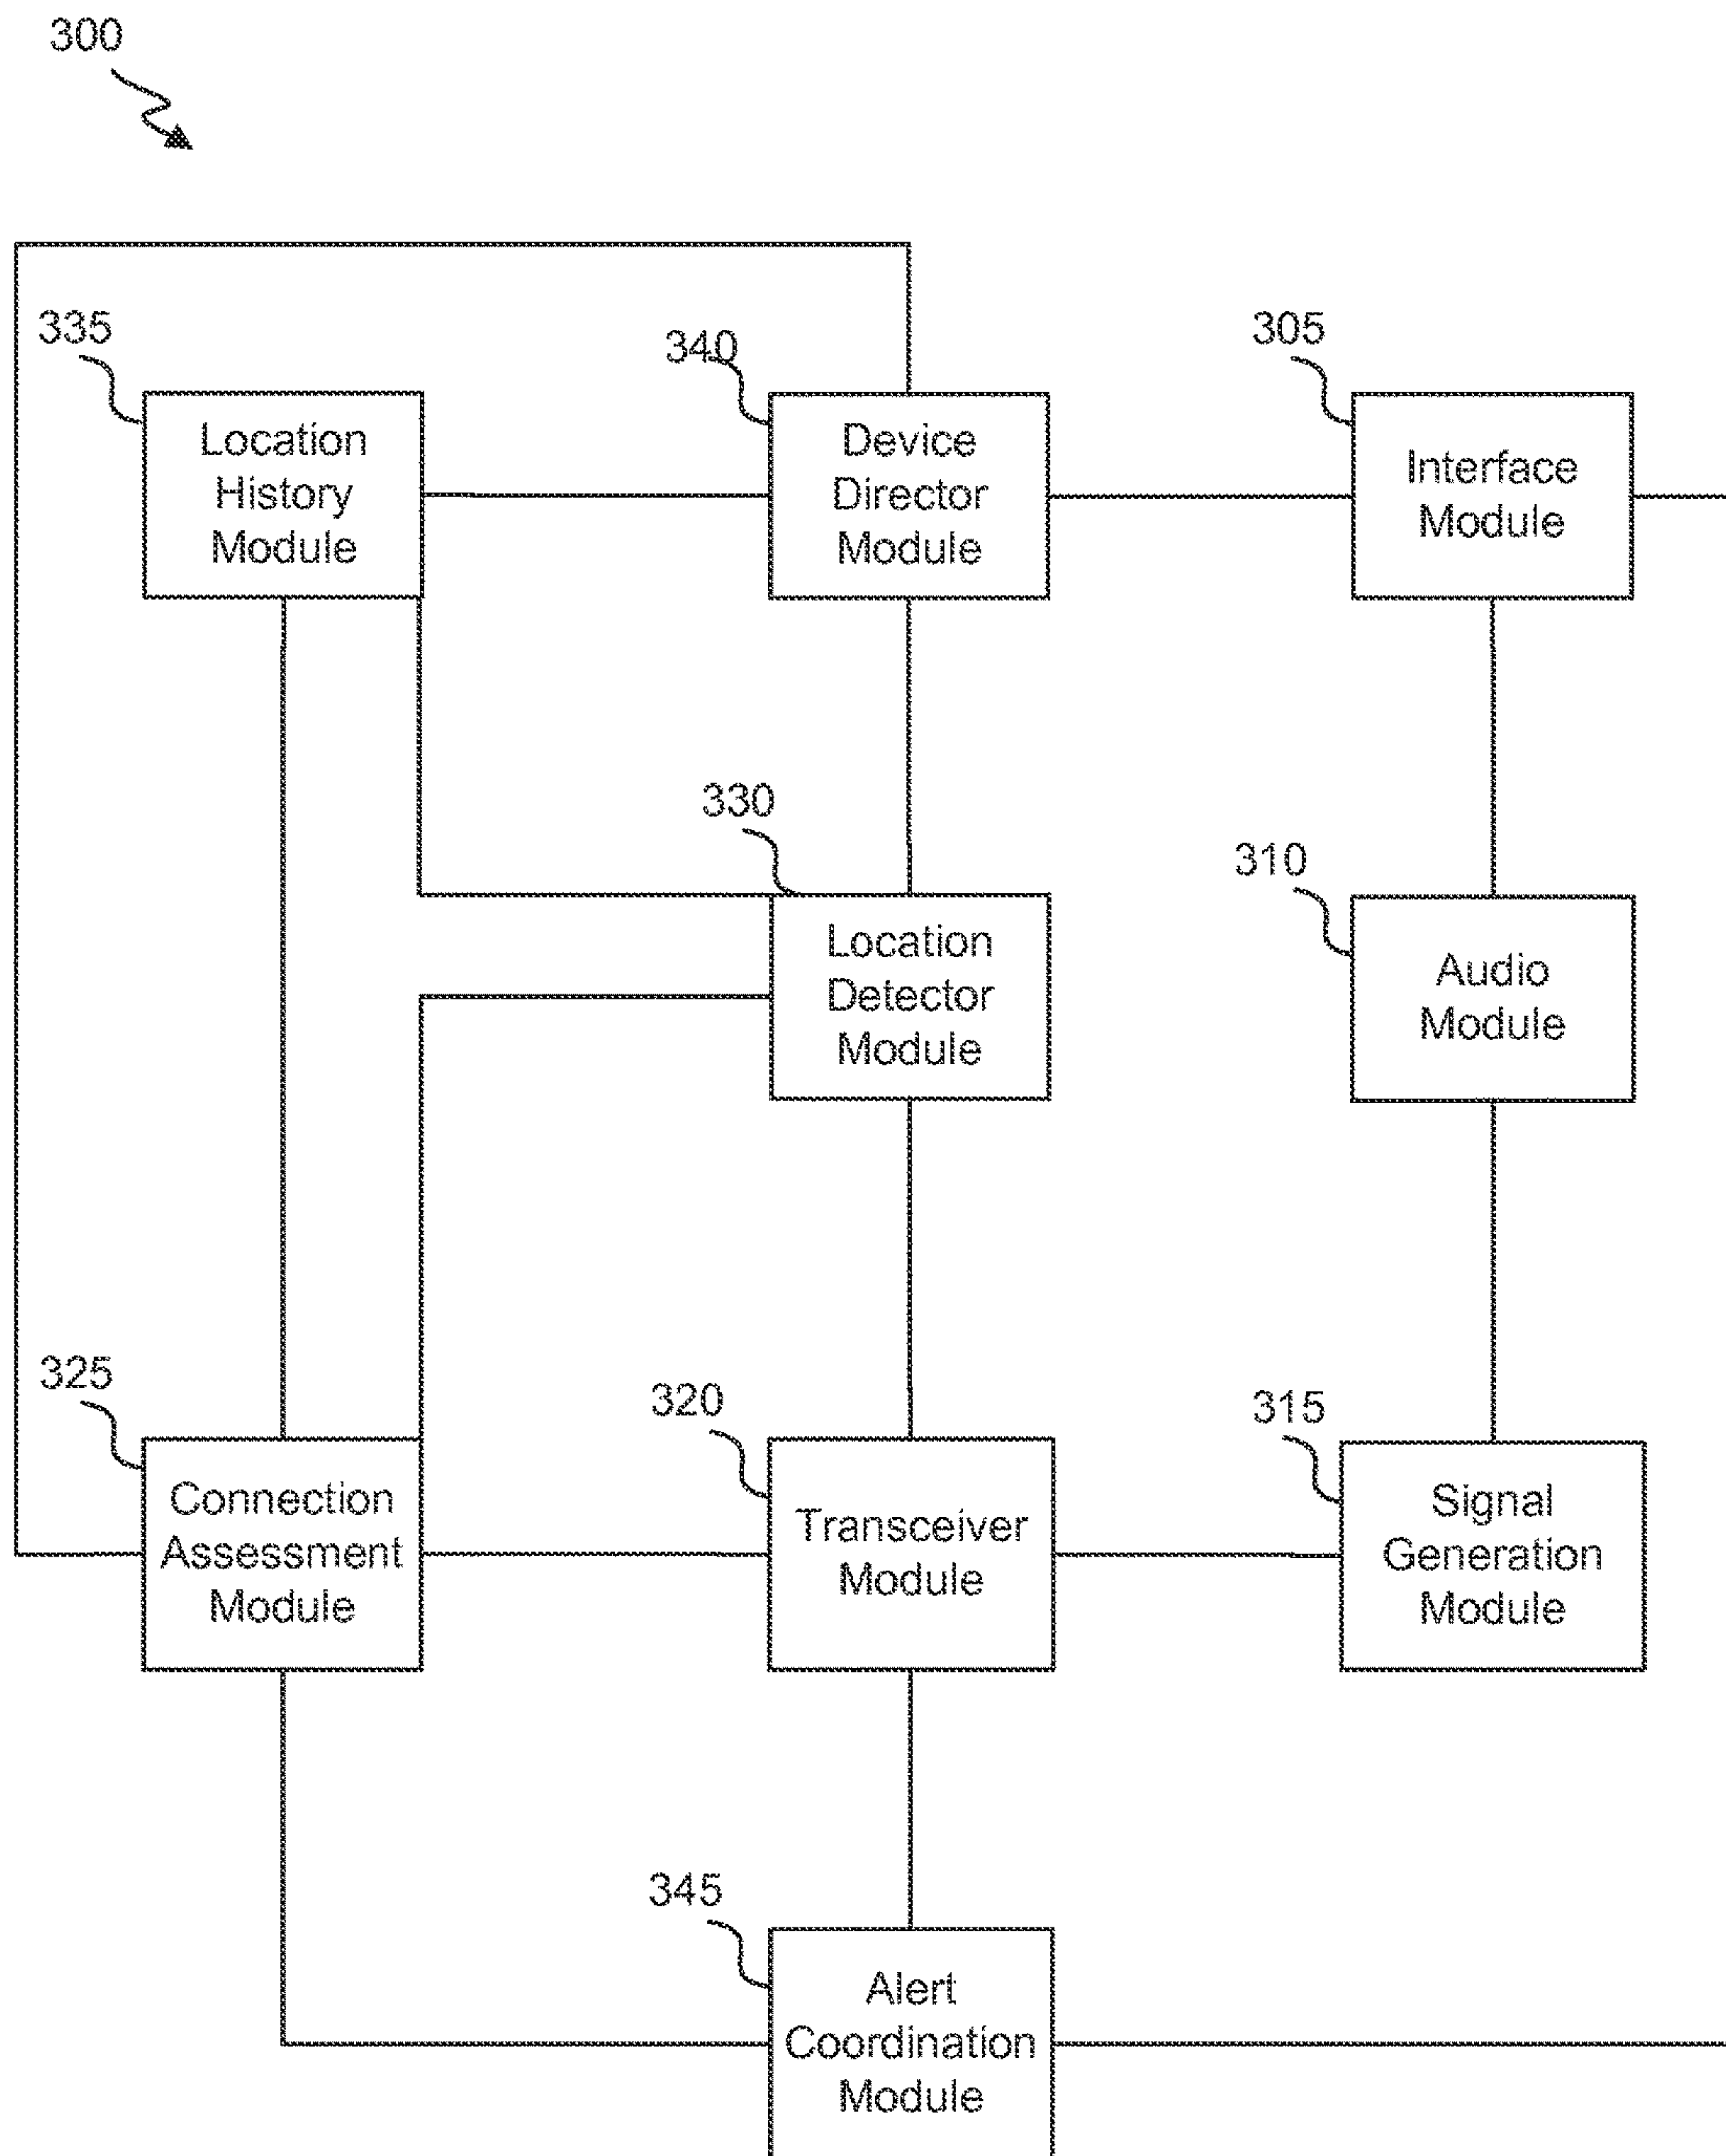 300
335
340
305
Location
History
Module
Device
Director
Module
Interface
Module
330
310
Location
Detector
Module
Audio
Module
325
320
315
Connection
Assessment
Module
Transceiver
Module
Signal
Generation
Module
345
Alert
Coordination
Module